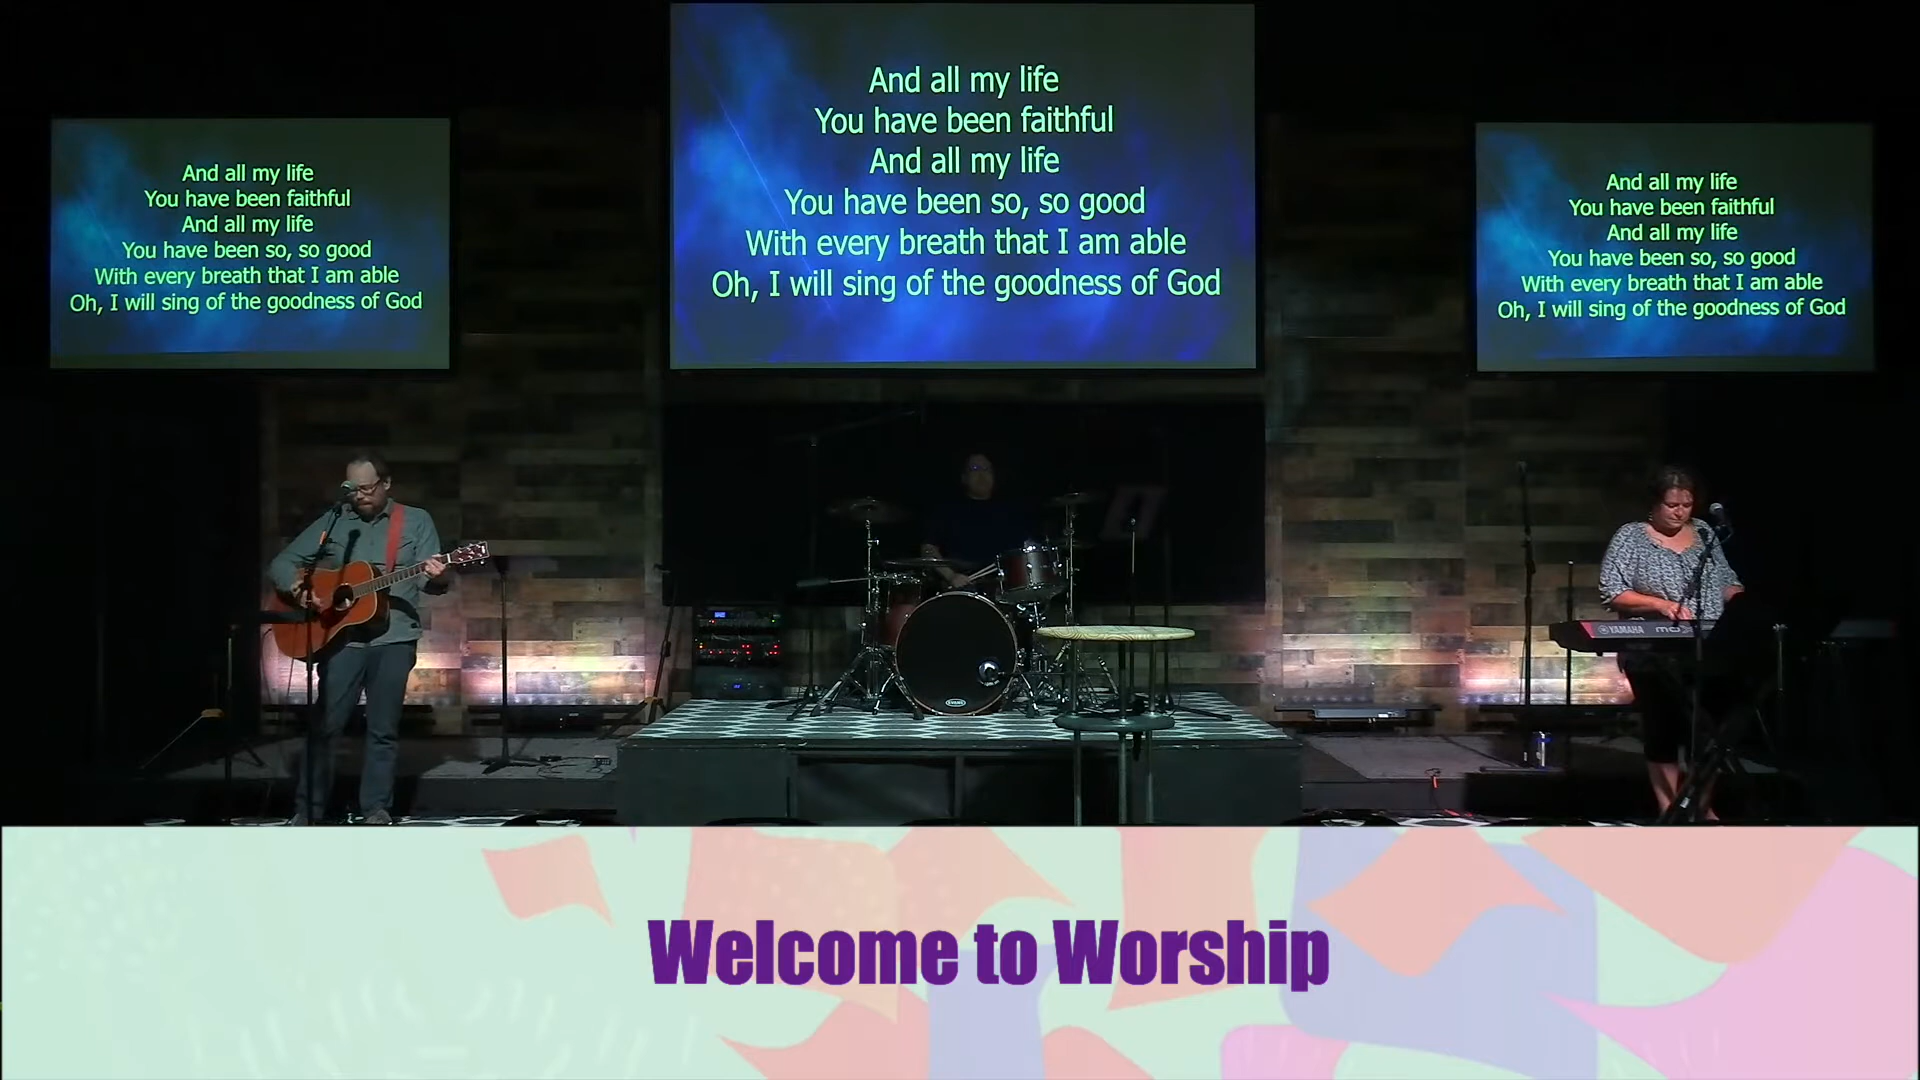 And all my life
You have been faithful
And all my life
You have been so, so good
With every breath that I am able
Oh, I will sing of the goodness of God
And all my life
You have been faithful
And all my life
You have been so, so good
With every breath that I am able
Oh, I will sing of the goodness of God
And all my life
You have been faithful
And all my life
You have been so, so good
With every breath that I am able
Oh, I will sing of the goodness of God
YAMAHA
EVANS
Welcome to Worship